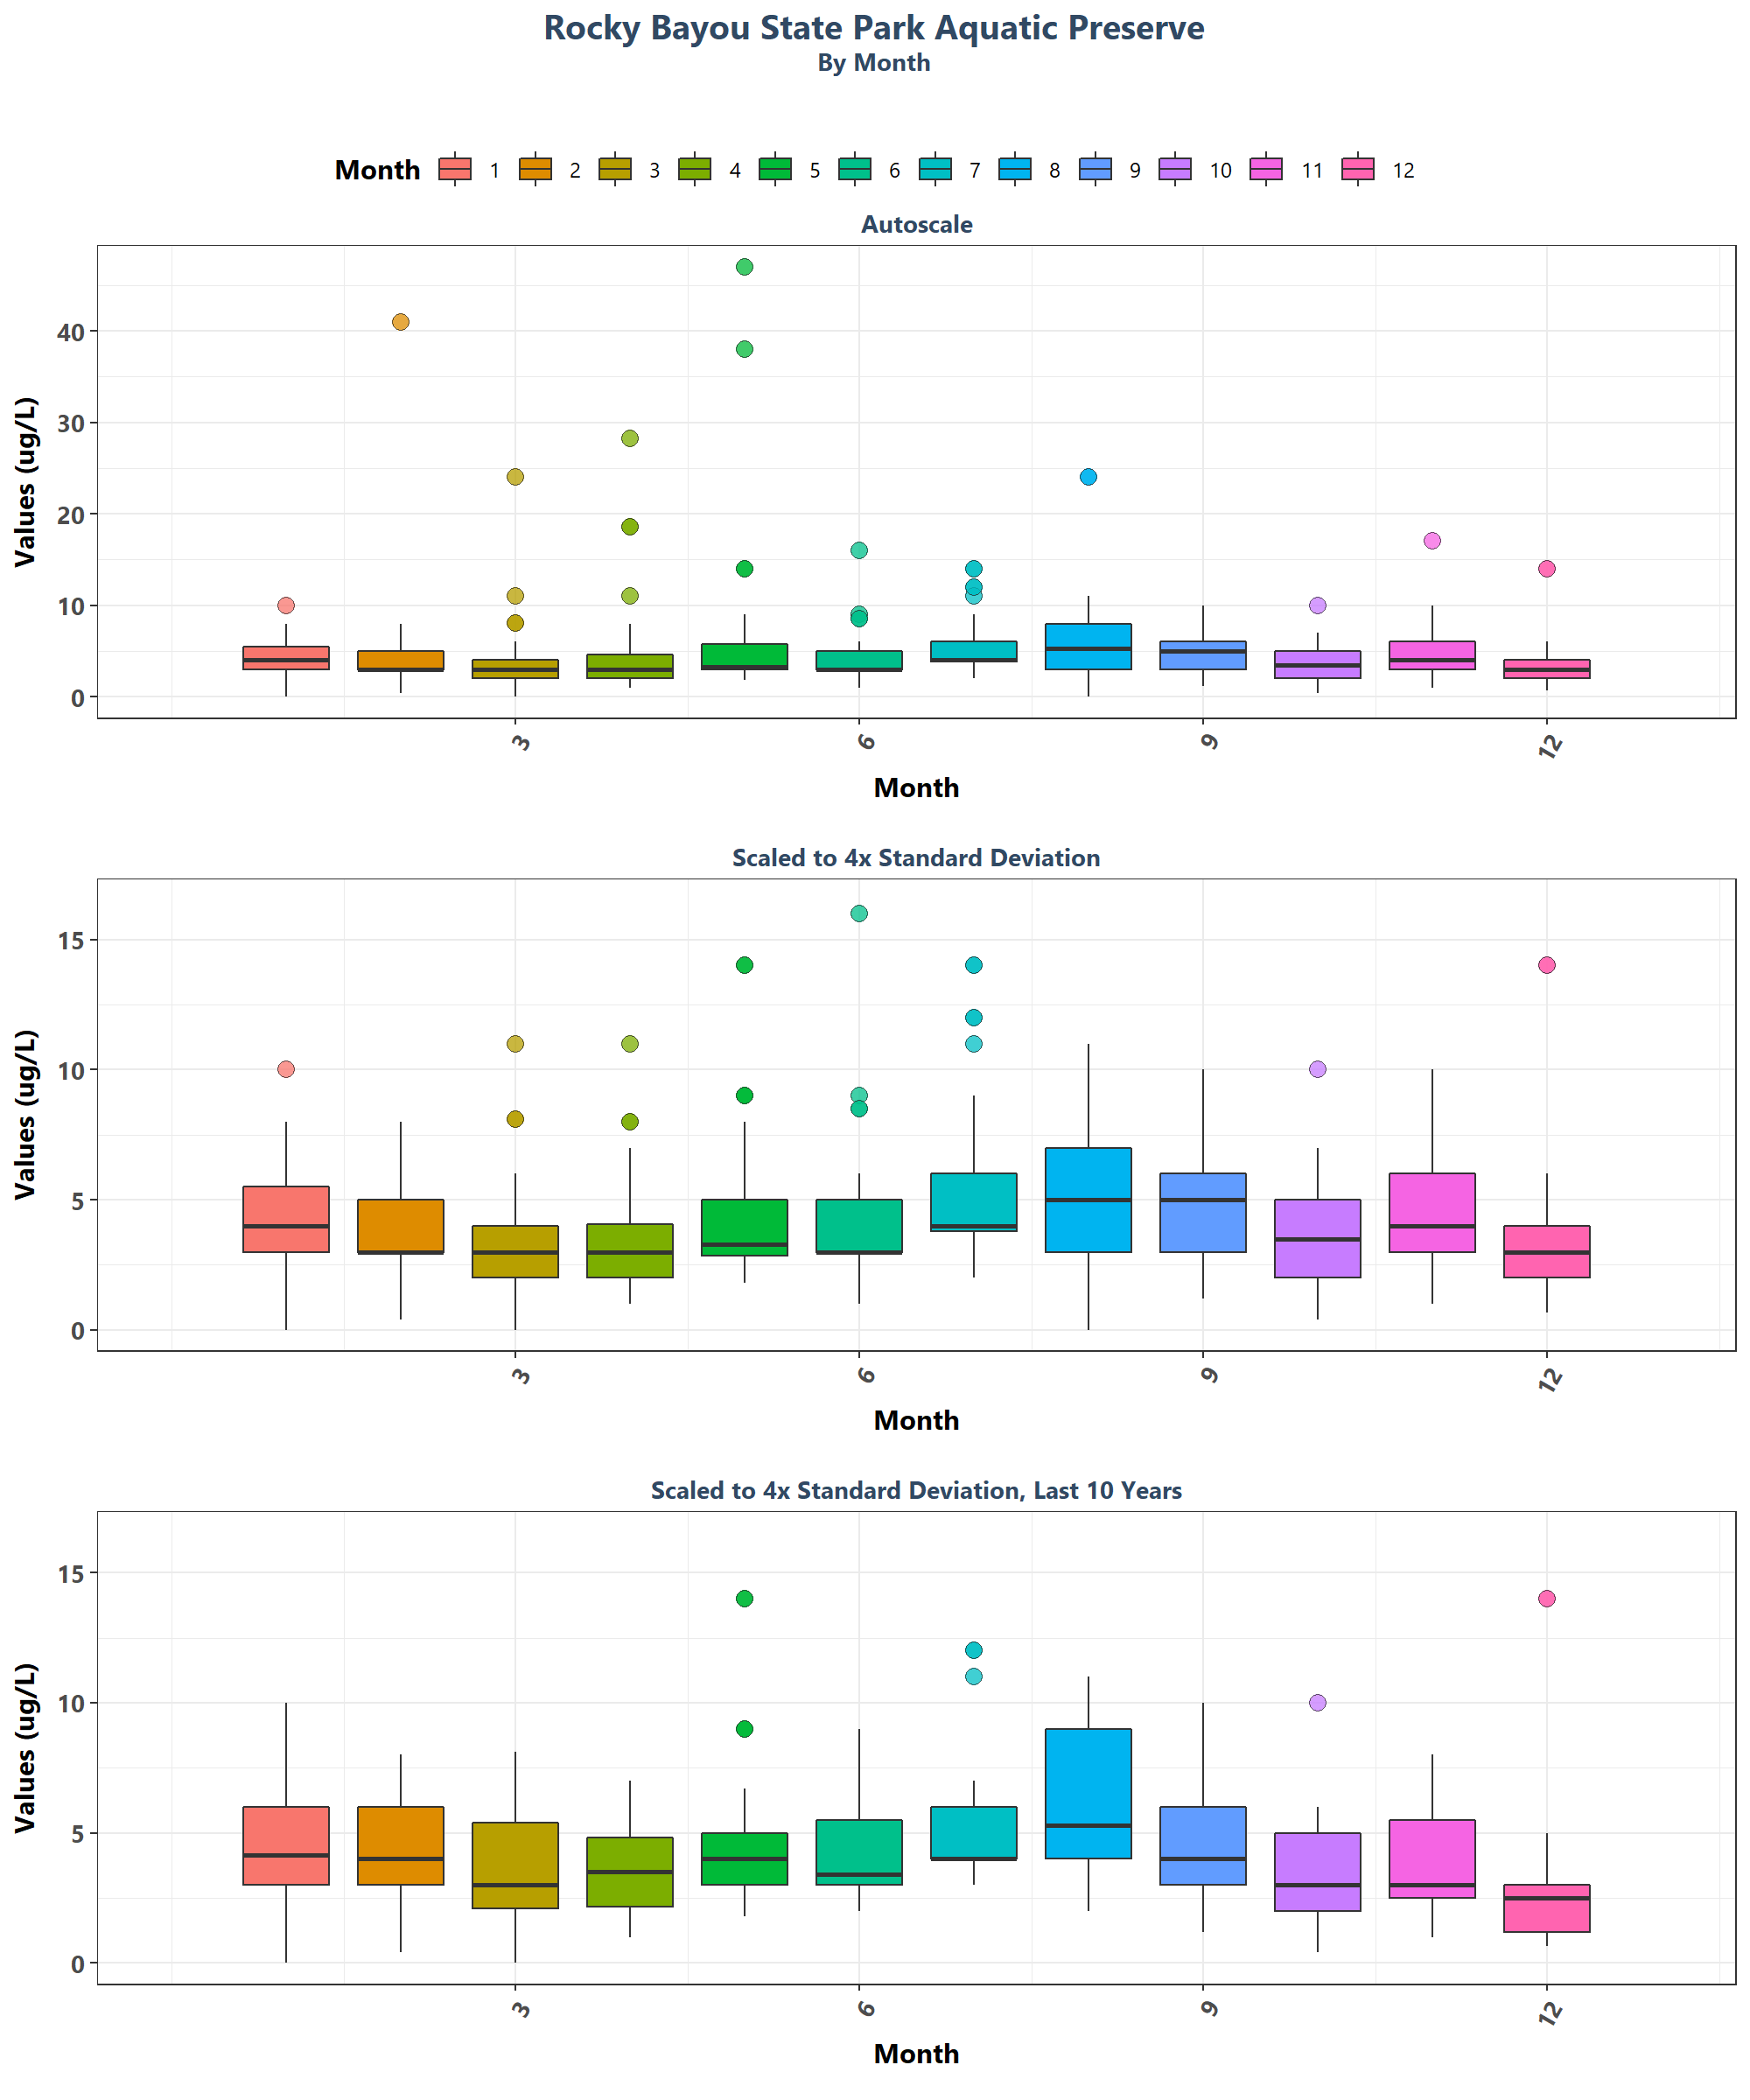 Rocky Bayou State Park Aquatic Preserve
By Month
Month 1 2 3 4 5 6 7 8 9 10 11 12
Autoscale
Values (ug/L)
40
30
20
10
0
3 6 9 12
Month
Scaled to 4x Standard Deviation
Values (ug/L)
15
10
5
0
3 6 9 12
Month
Scaled to 4x Standard Deviation, Last 10 Years
Values (ug/L)
15
10
5
0
3 6 9 12
Month